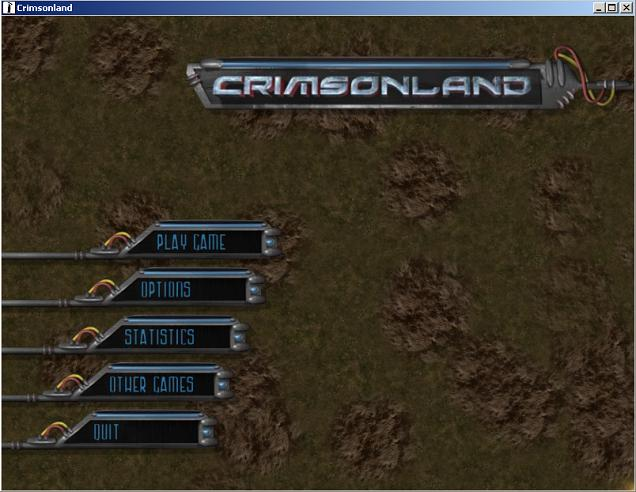 Crimsonland
CRIMSONLAND
PLAY GAME
OPTIONS
STATISTICS
OTHER GAMES
QUIT